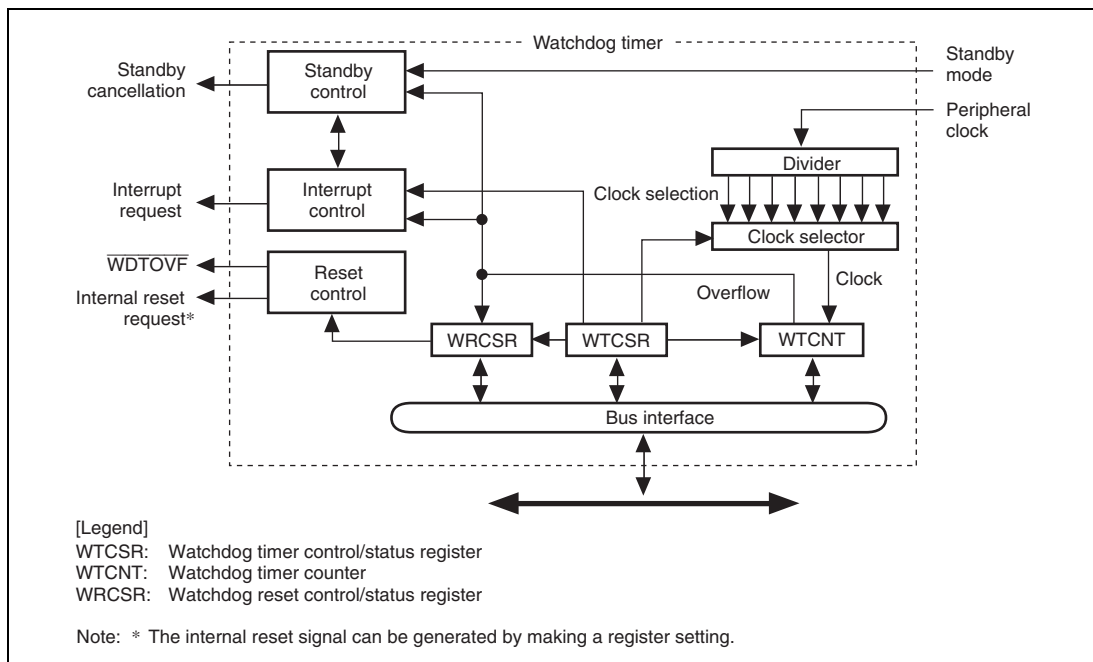 Watchdog timer
Standby
cancellation
Standby
control
Standby
mode
Peripheral
clock
Divider
Interrupt
request
Interrupt
control
Clock selection
Clock selector
WDTOVF
Reset
control
Internal reset
request*
Overflow
Clock
WRCSR
WTCSR
WTCNT
Bus interface
[Legend]
WTCSR: Watchdog timer control/status register
WTCNT: Watchdog timer counter
WRCSR: Watchdog reset control/status register
Note: * The internal reset signal can be generated by making a register setting.